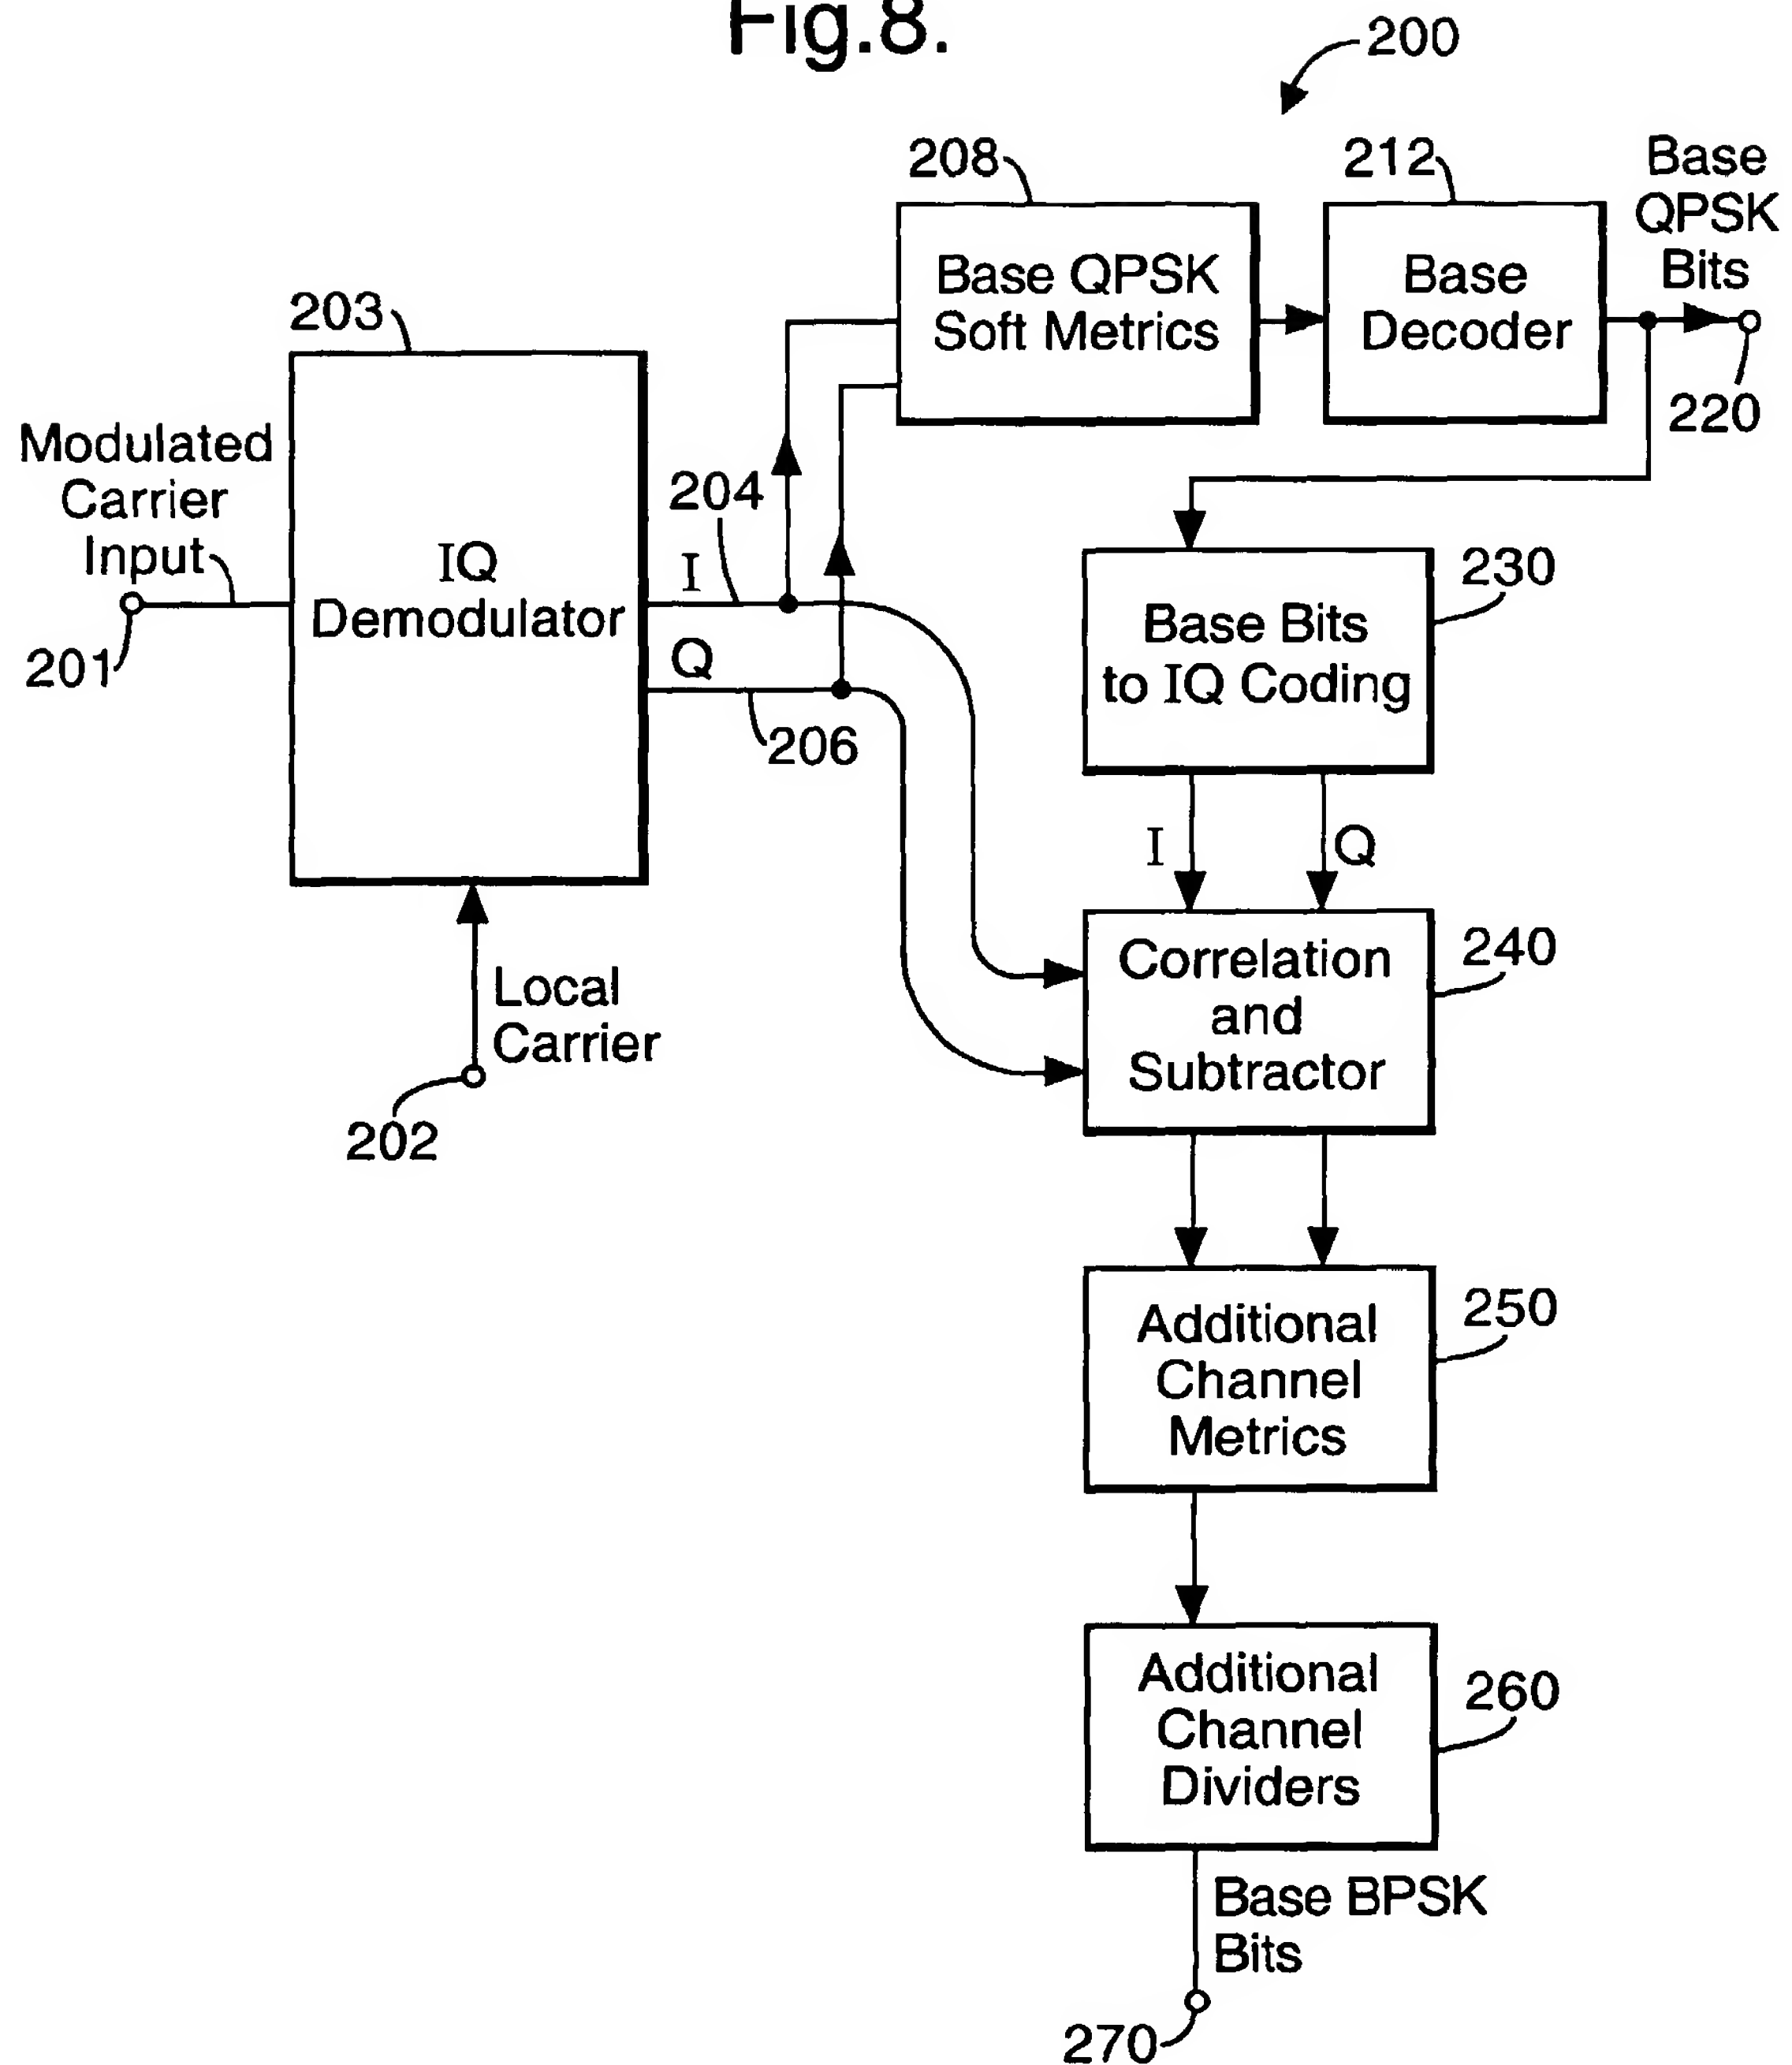 Fig.8.
200
208
212
Base
QPSK
Bits
203
Base QPSK
Soft Metrics
Base
Decoder
220
Modulated
Carrier
Input
204
I
IQ
Demodulator
230
Base Bits
to IQ Coding
201
Q
206
I
Q
Correlation
and
Subtractor
240
Local
Carrier
202
Additional
Channel
Metrics
250
Additional
Channel
Dividers
260
Base BPSK
Bits
270